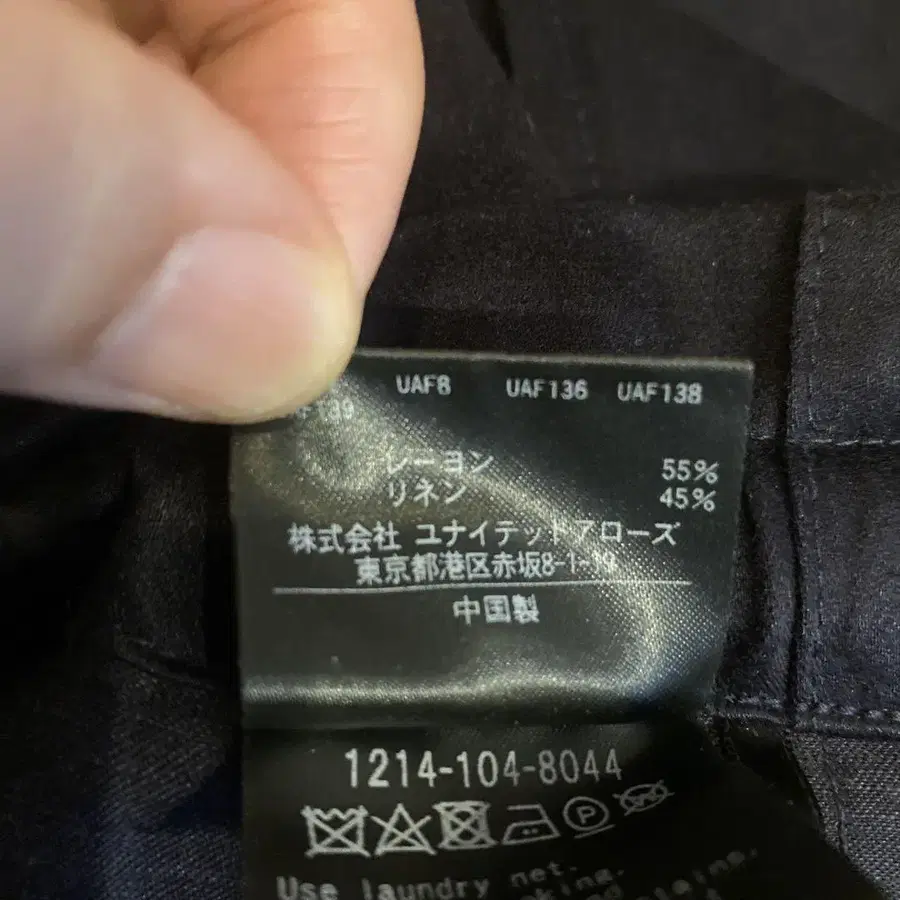 UAF8 UAF136 UAF138
F139
レーヨン 55%
リネン 45%
株式会社 ユナイテッドアローズ
東京都港区赤坂8-1-19
中国製
1214-104-8044
P
Use laundry net.